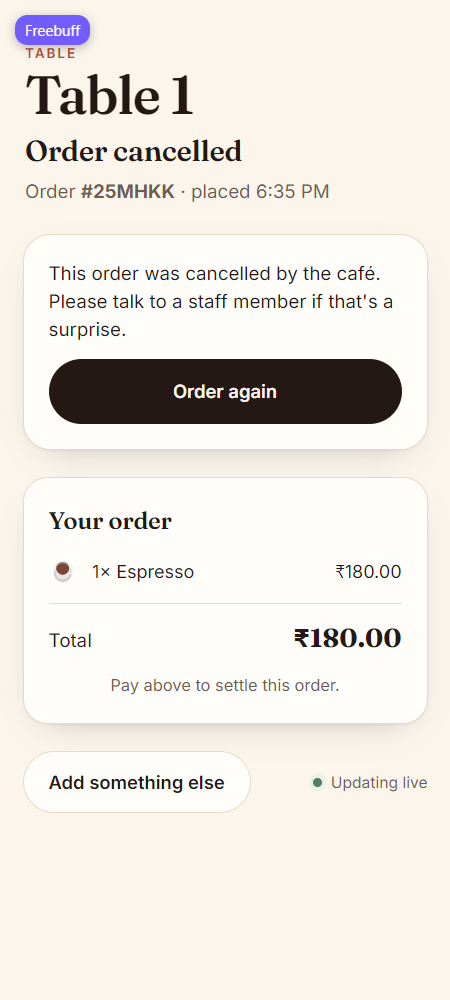 Freebuff
TABLE
Table 1
Order cancelled
Order #25MHKK · placed 6:35 PM
This order was cancelled by the café.
Please talk to a staff member if that's a
surprise.
Order again
Your order
1× Espresso ₹180.00
Total ₹180.00
Pay above to settle this order.
Add something else
Updating live